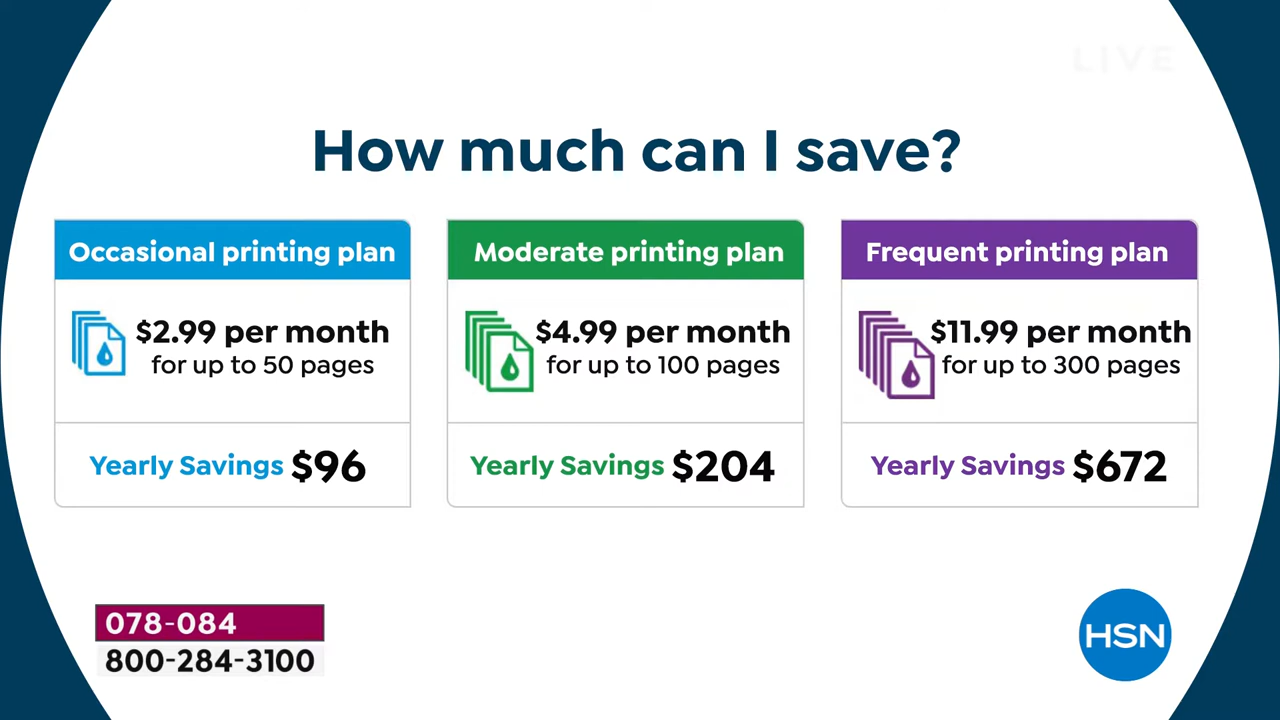 LIVE
How much can I save?
Occasional printing plan
$2.99 per month
for up to 50 pages
Yearly Savings $96
Moderate printing plan
$4.99 per month
for up to 100 pages
Yearly Savings $204
Frequent printing plan
$11.99 per month
for up to 300 pages
Yearly Savings $672
078-084
800-284-3100
HSN